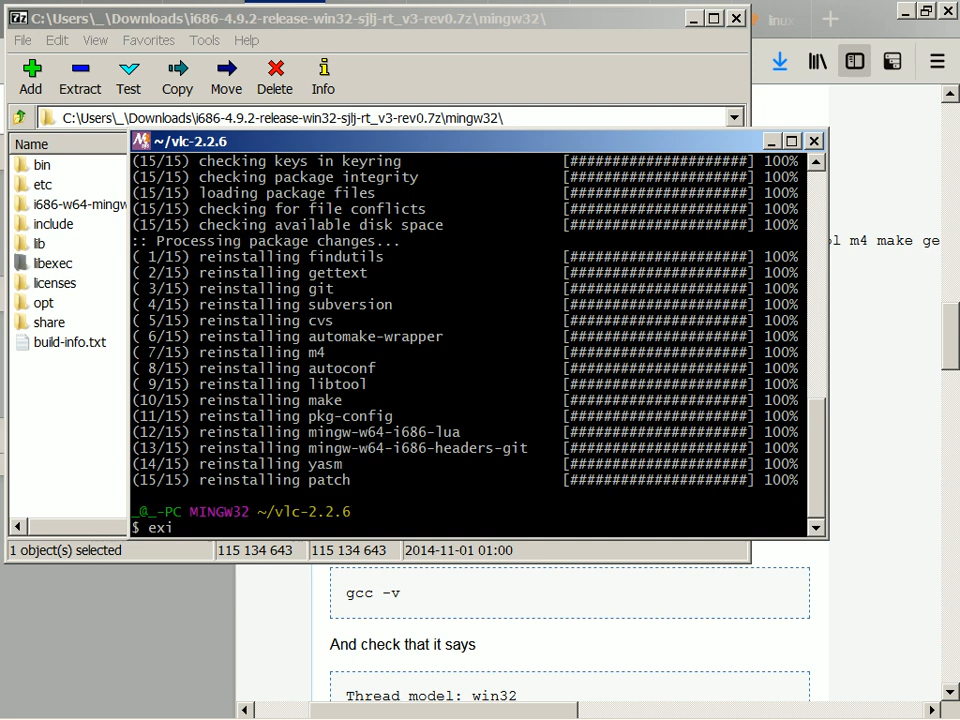 C:\Users\_\Downloads\i686-4.9.2-release-win32-sjlj-rt_v3-rev0.7z\mingw32\
linux
File Edit View Favorites Tools Help
Add Extract Test Copy Move Delete Info
C:\Users\_\Downloads\i686-4.9.2-release-win32-sjlj-rt_v3-rev0.7z\mingw32\
Name
bin
etc
i686-w64-mingw
include
lib
libexec
licenses
opt
share
build-info.txt
~/vlc-2.2.6
(15/15) checking keys in keyring [######################] 100%
(15/15) checking package integrity [######################] 100%
(15/15) loading package files [######################] 100%
(15/15) checking for file conflicts [######################] 100%
(15/15) checking available disk space [######################] 100%
:: Processing package changes...
( 1/15) reinstalling findutils [######################] 100%
( 2/15) reinstalling gettext [######################] 100%
( 3/15) reinstalling git [######################] 100%
( 4/15) reinstalling subversion [######################] 100%
( 5/15) reinstalling cvs [######################] 100%
( 6/15) reinstalling automake-wrapper [######################] 100%
( 7/15) reinstalling m4 [######################] 100%
( 8/15) reinstalling autoconf [######################] 100%
( 9/15) reinstalling libtool [######################] 100%
(10/15) reinstalling make [######################] 100%
(11/15) reinstalling pkg-config [######################] 100%
(12/15) reinstalling mingw-w64-i686-lua [######################] 100%
(13/15) reinstalling mingw-w64-i686-headers-git [######################] 100%
(14/15) reinstalling yasm [######################] 100%
(15/15) reinstalling patch [######################] 100%
_@_-PC MINGW32 ~/vlc-2.2.6
$ exi
ol m4 make ge
1 object(s) selected 115 134 643 115 134 643 2014-11-01 01:00
gcc -v
And check that it says
Thread model: win32